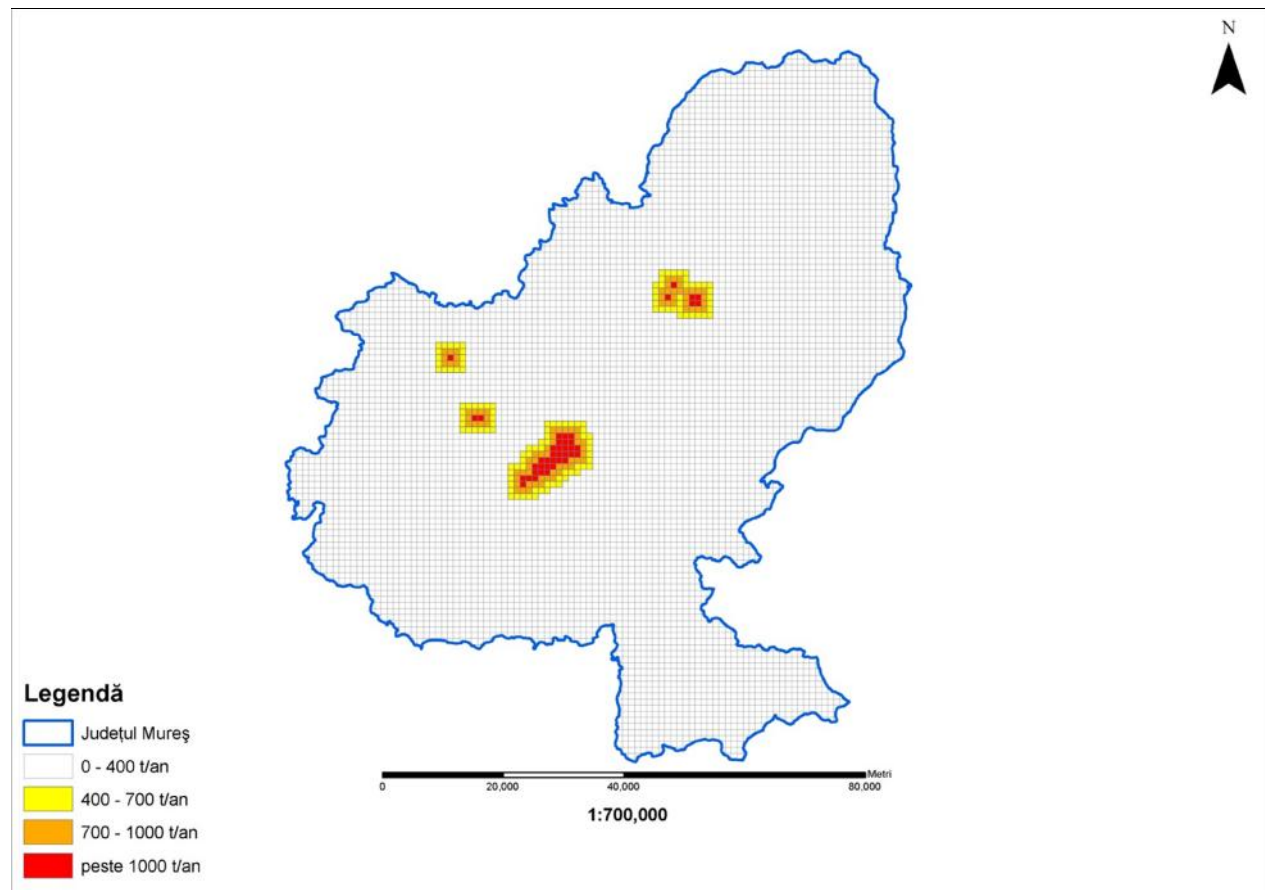 N
Legendă
Județul Mureş
0 - 400 t/an
400 - 700 t/an
700 - 1000 t/an
peste 1000 t/an
Metri
0 20,000 40,000 80,000
1:700,000